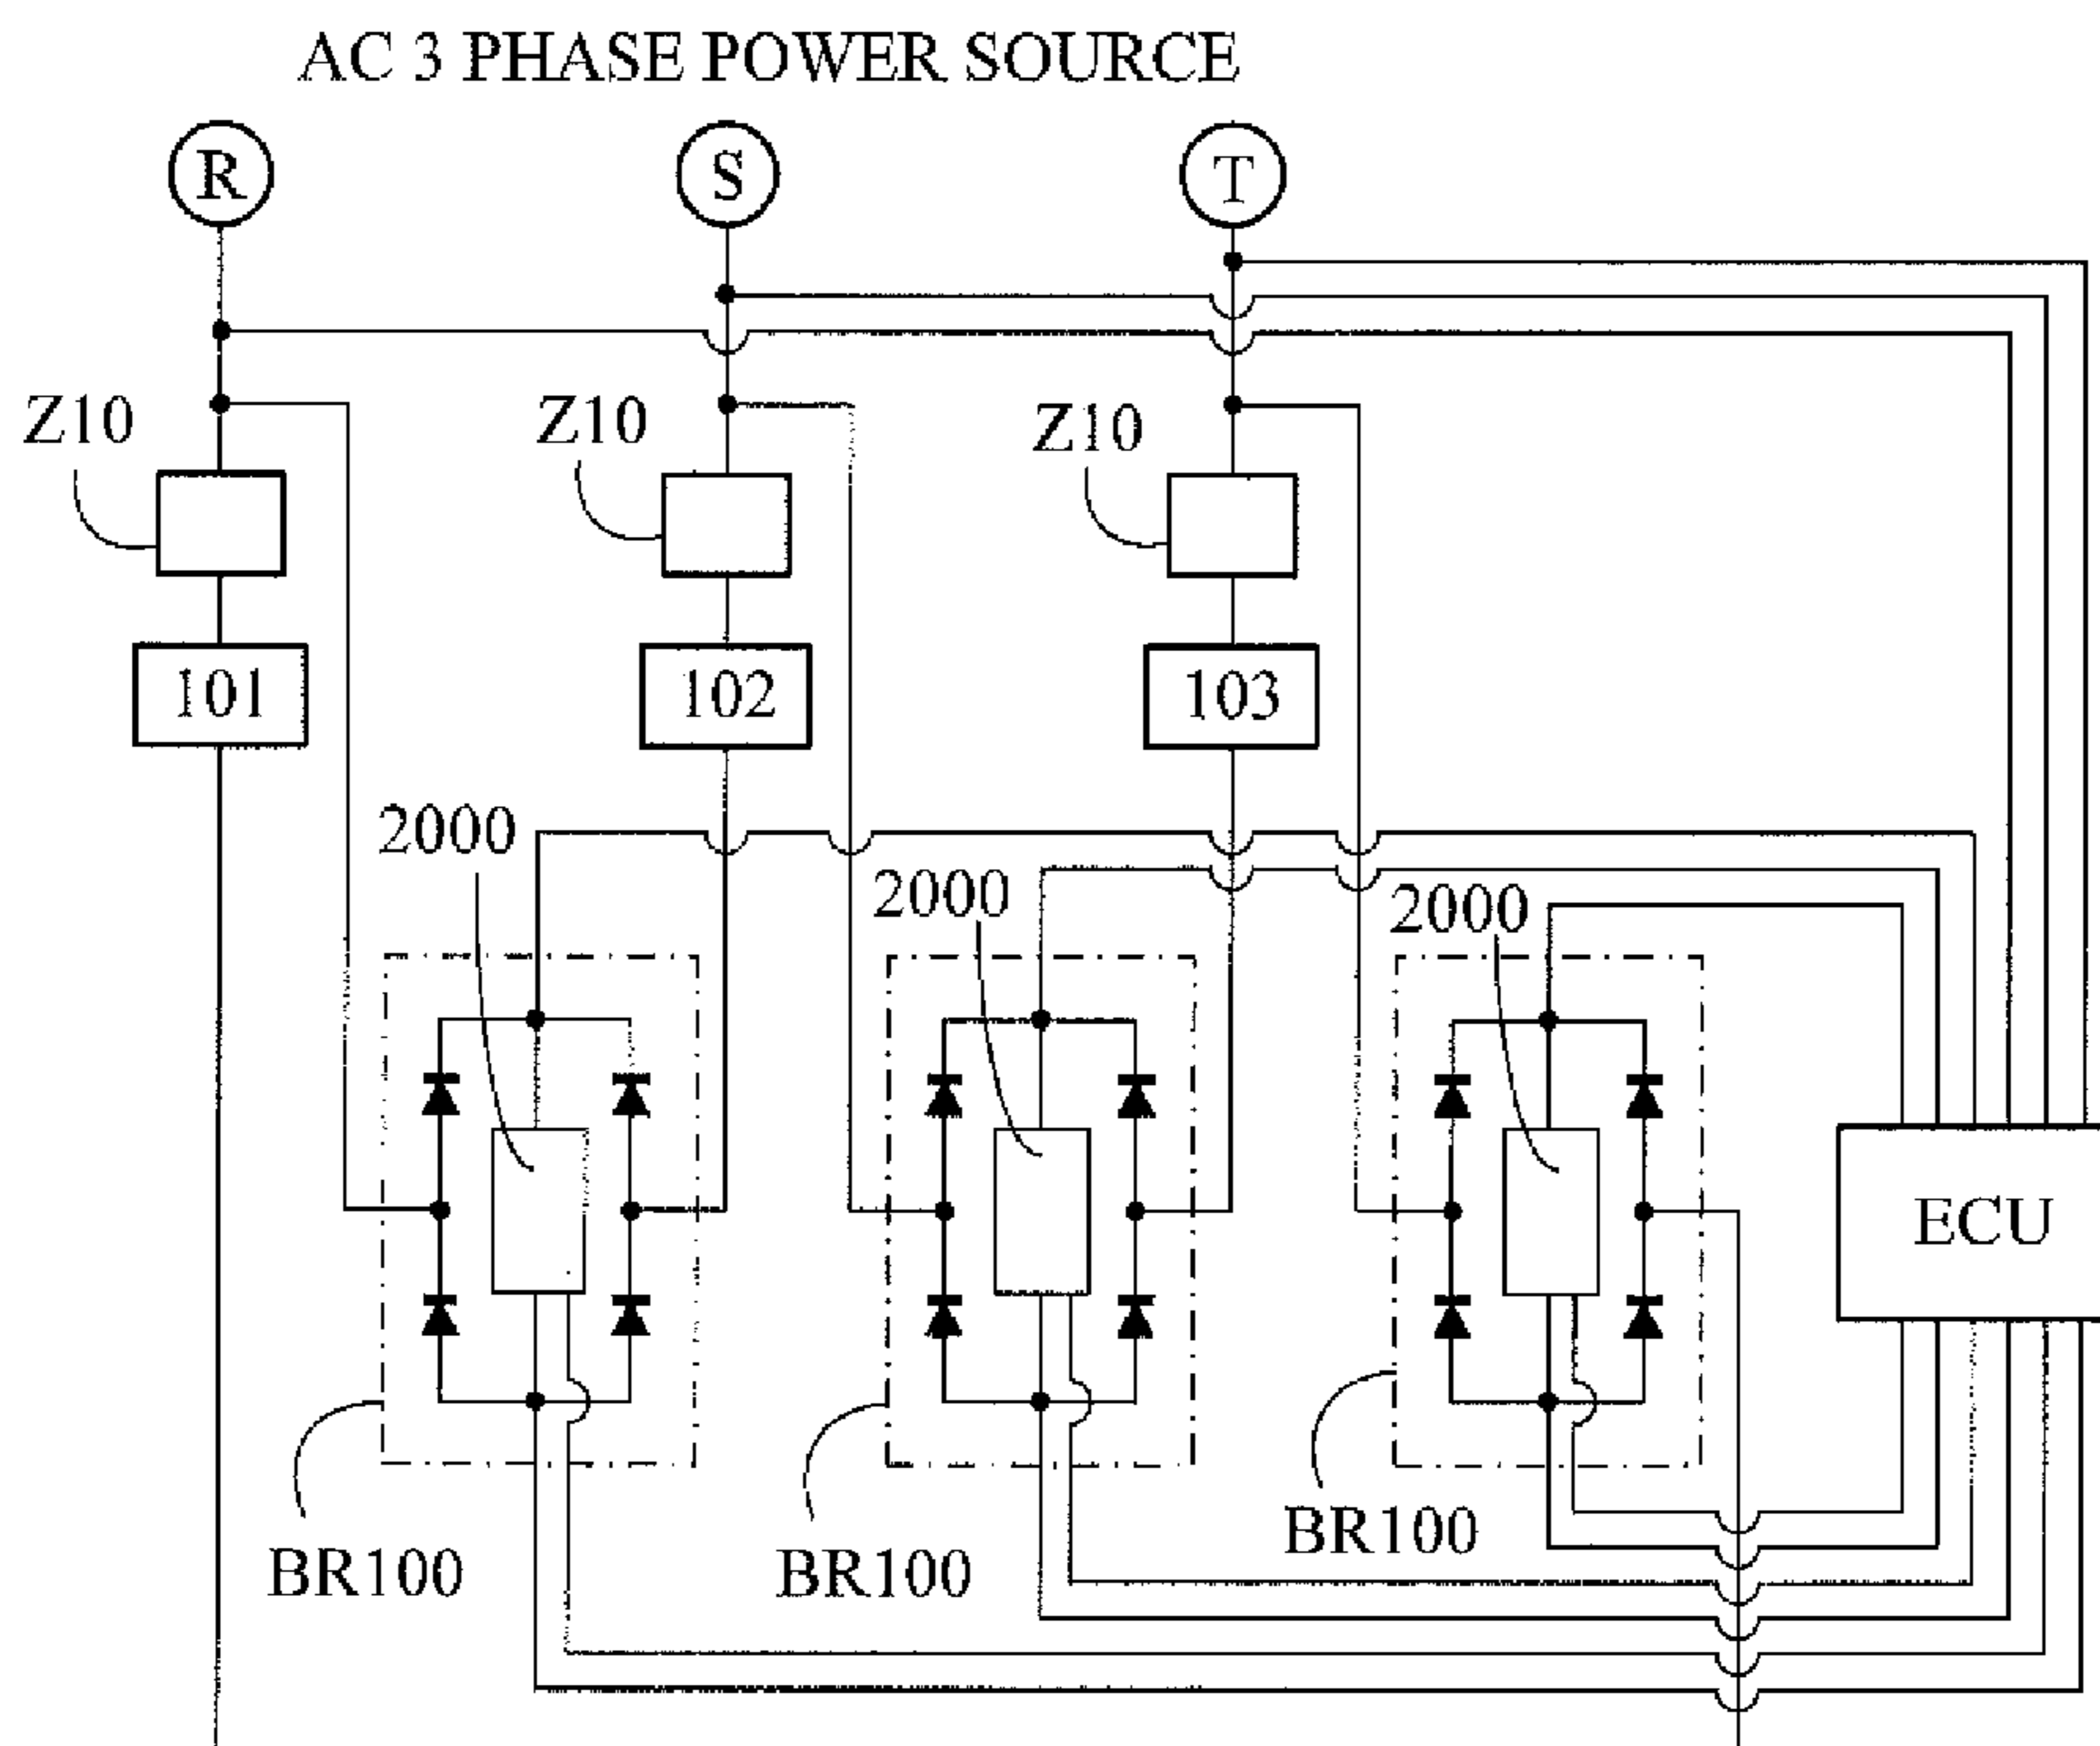 AC 3 PHASE POWER SOURCE
R S T
Z10 Z10 Z10
101 102 103
2000 2000 2000
ECU
BR100 BR100 BR100